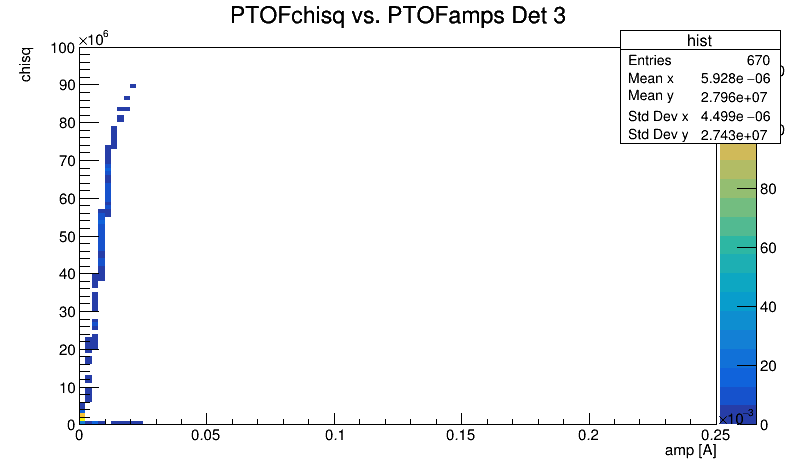 PTOFchisq vs. PTOFamps Det 3
hist
Entries 670
Mean x 5.928e −06
Mean y 2.796e+07
Std Dev x 4.499e −06
Std Dev y 2.743e+07
×10⁶
chisq
100
90
80
70
60
50
40
30
20
10
0
0 0.05 0.1 0.15 0.2 0.25
×10⁻³
amp [A]
80
60
40
20
0